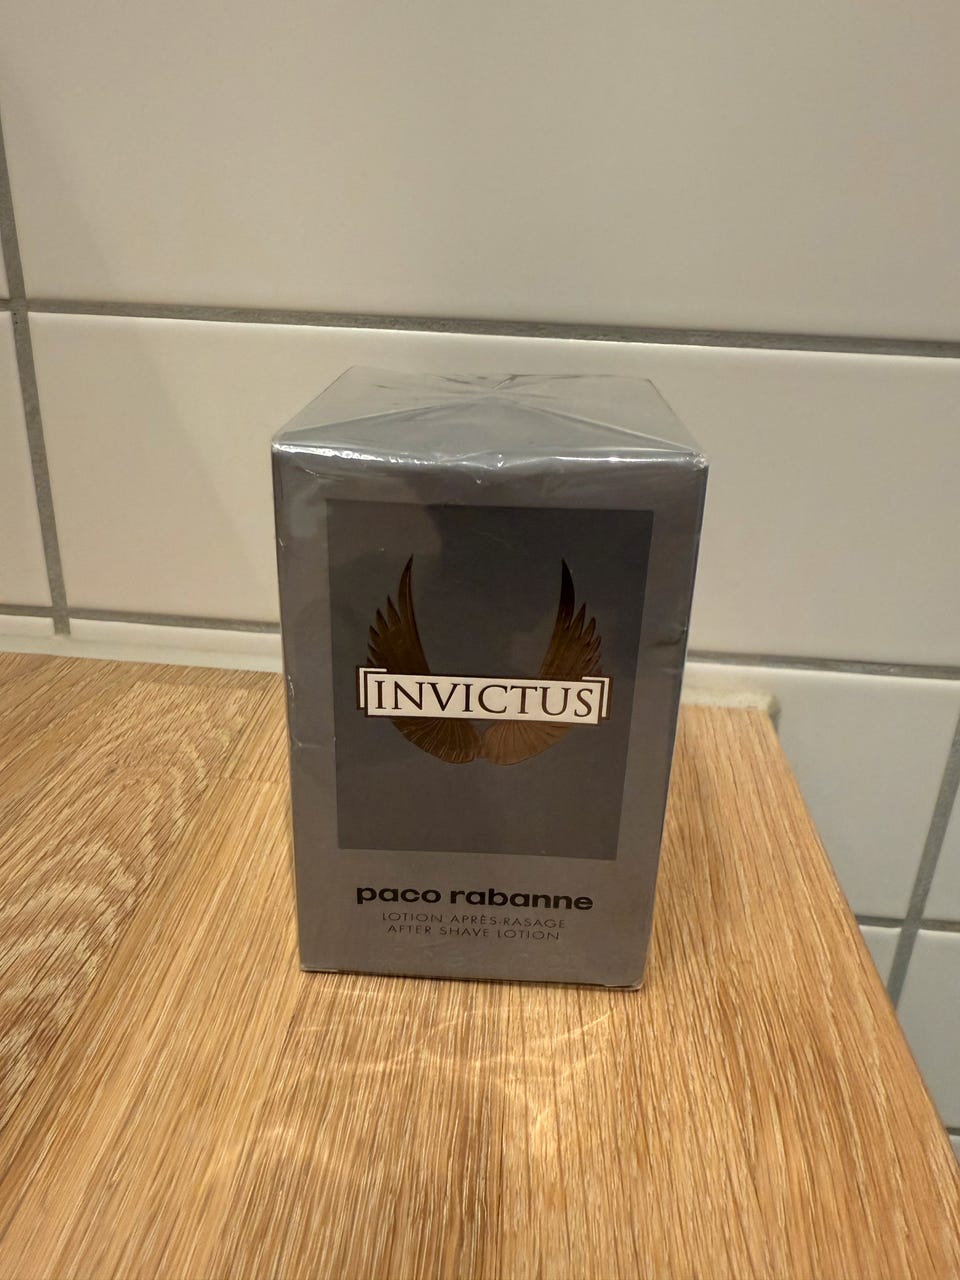 INVICTUS
paco rabanne
LOTION APRÈS-RASAGE
AFTER SHAVE LOTION